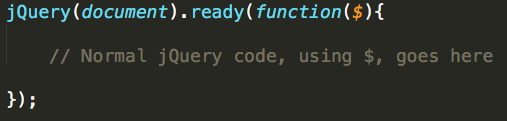 jQuery(document).ready(function($){
// Normal jQuery code, using $, goes here
});